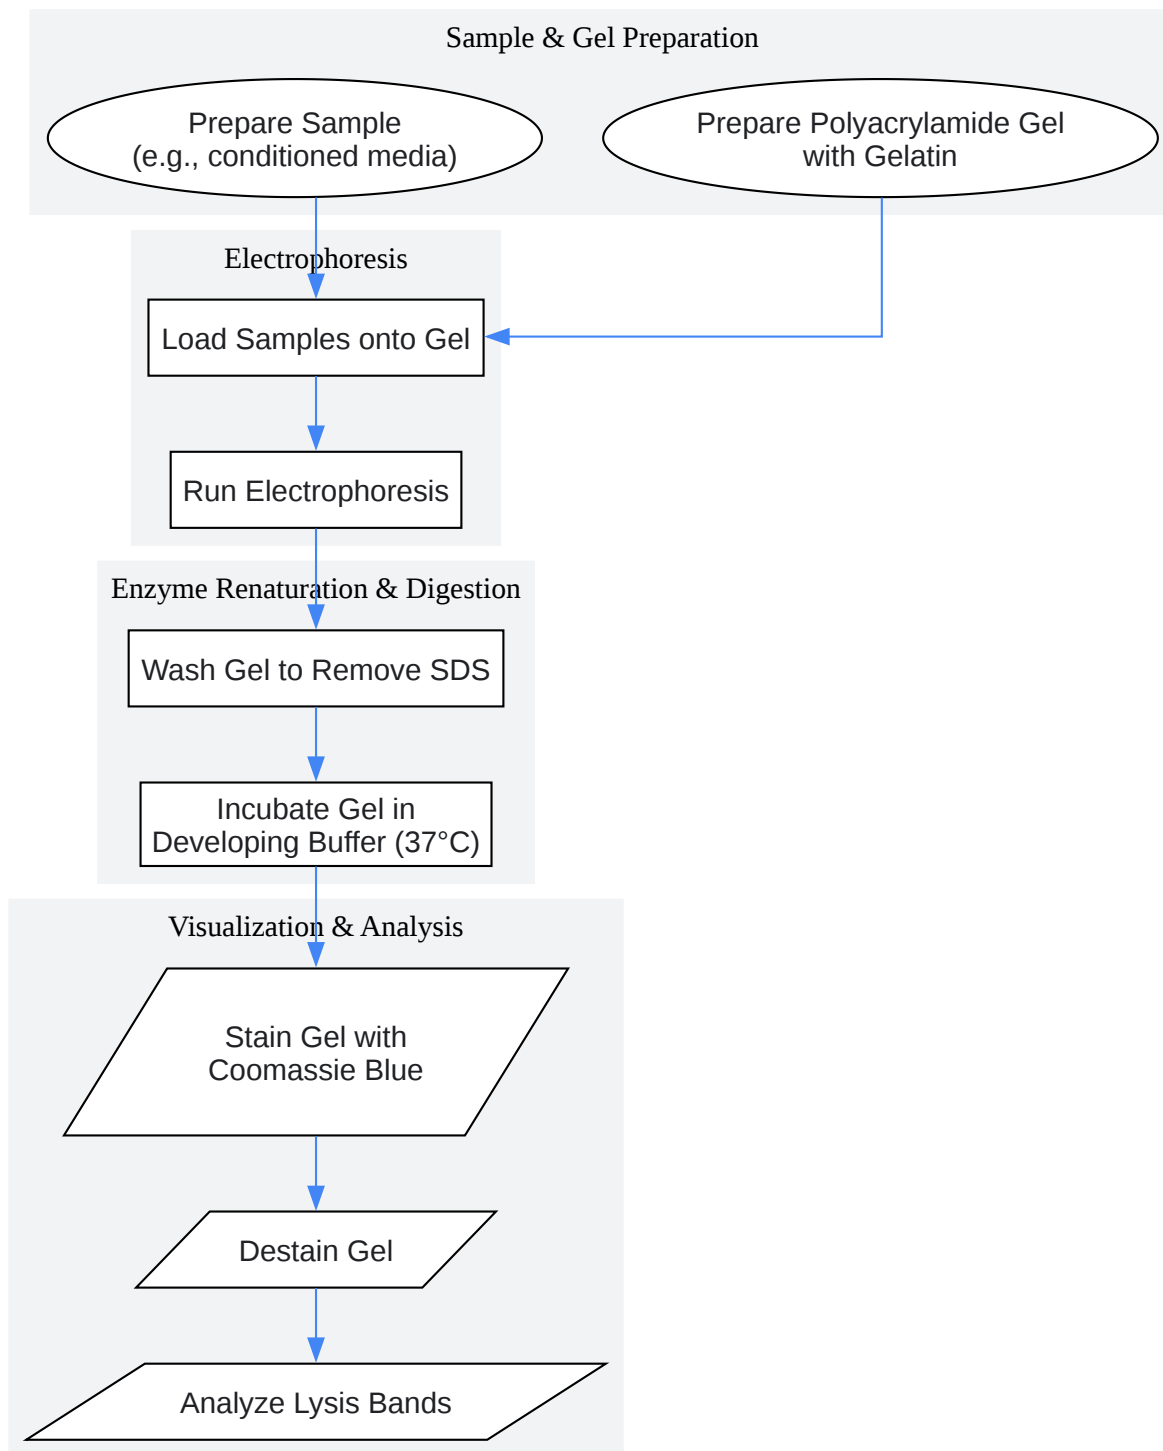 Sample & Gel Preparation
Prepare Sample
(e.g., conditioned media)
Prepare Polyacrylamide Gel
with Gelatin
Electrophoresis
Load Samples onto Gel
Run Electrophoresis
Enzyme Renaturation & Digestion
Wash Gel to Remove SDS
Incubate Gel in
Developing Buffer (37°C)
Visualization & Analysis
Stain Gel with
Coomassie Blue
Destain Gel
Analyze Lysis Bands